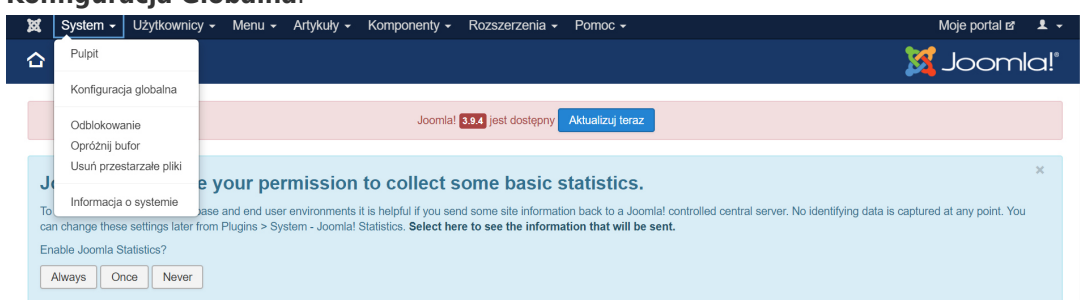 Konfiguracja Globalna.
System Użytkownicy Menu Artykuły Komponenty Rozszerzenia Pomoc Moje portal
Joomla!®
Pulpit
Konfiguracja globalna
Odblokowanie
Opróżnij bufor
Usuń przestarzałe pliki
Informacja o systemie
Joomla! 3.9.4 jest dostępny Aktualizuj teraz
e your permission to collect some basic statistics.
To
and end user environments it is helpful if you send some site information back to a Joomla! controlled central server. No identifying data is captured at any point. You
can change these settings later from Plugins > System - Joomla! Statistics. Select here to see the information that will be sent.
Enable Joomla Statistics?
Always Once Never